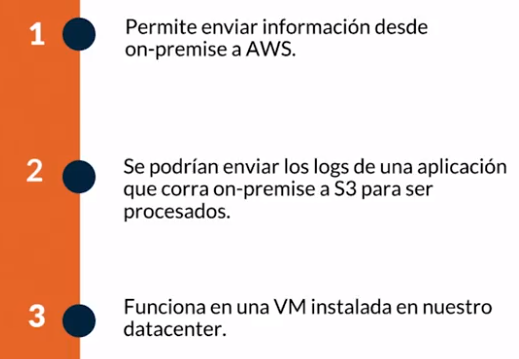 1
Permite enviar información desde
on-premise a AWS.
2
Se podrían enviar los logs de una aplicación
que corra on-premise a S3 para ser
procesados.
3
Funciona en una VM instalada en nuestro
datacenter.